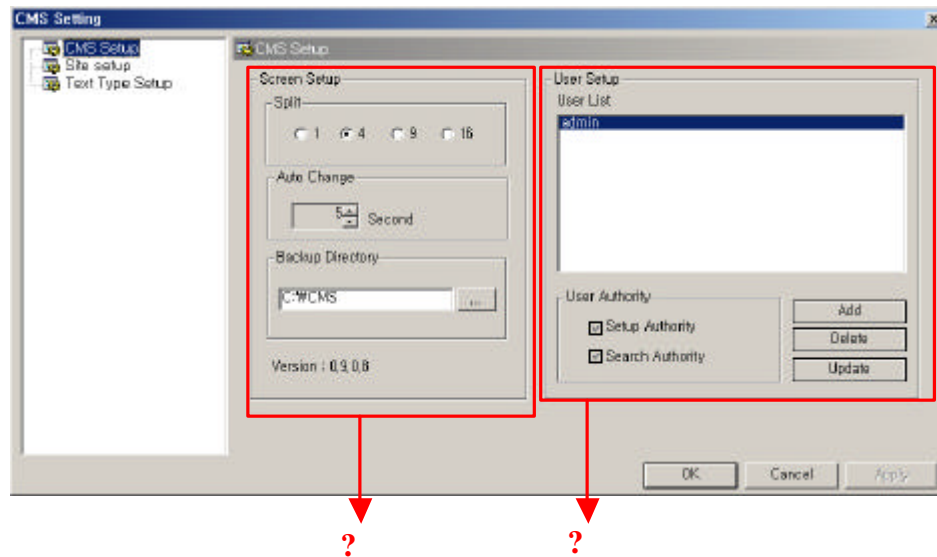 CMS Setting
CMS Setup
Site setup
Text Type Setup
CMS Setup
Screen Setup
Split
1 4 9 16
Auto Change
5 Second
Backup Directory
C:₩CMS ...
Version : 0,9,0,8
User Setup
User List
admin
User Authority
Setup Authority
Search Authority
Add
Delete
Update
OK Cancel Apply
? ?